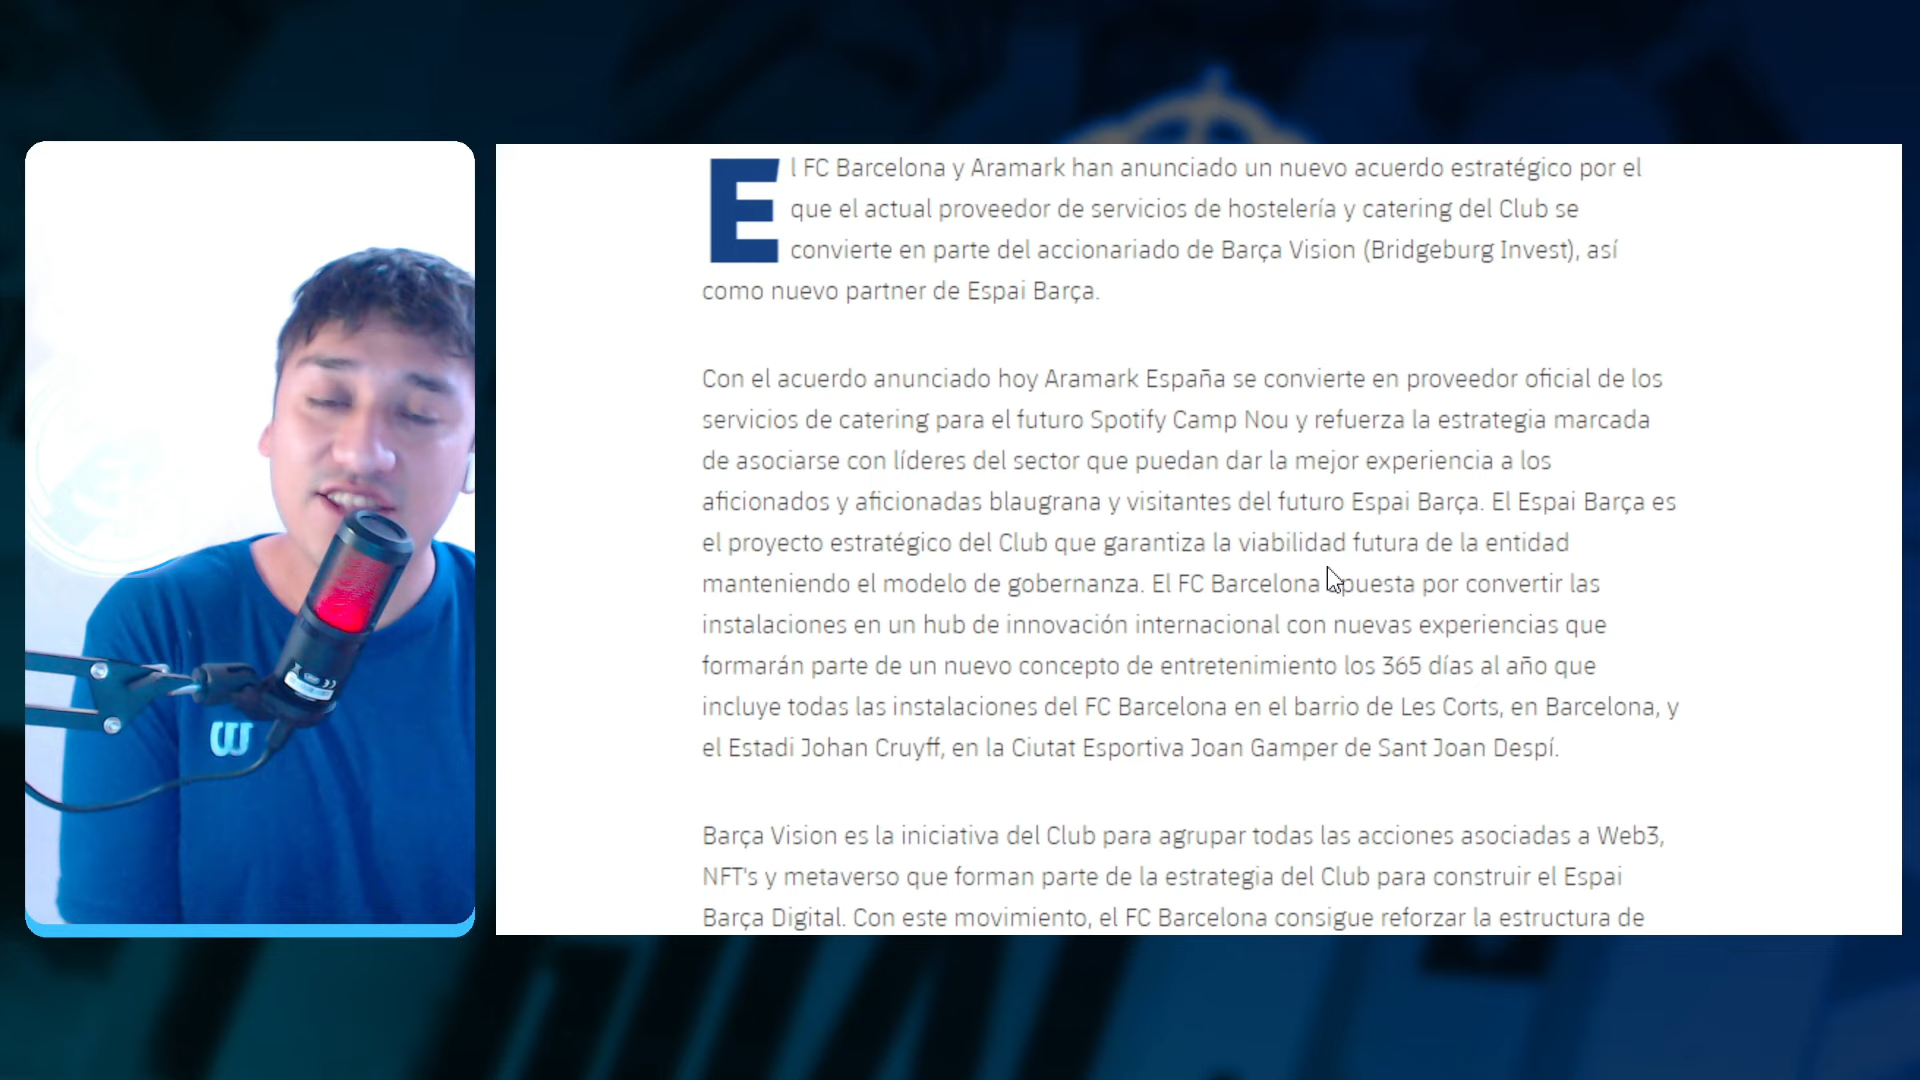 El FC Barcelona y Aramark han anunciado un nuevo acuerdo estratégico por el
que el actual proveedor de servicios de hostelería y catering del Club se
convierte en parte del accionariado de Barça Vision (Bridgeburg Invest), así
como nuevo partner de Espai Barça.
Con el acuerdo anunciado hoy Aramark España se convierte en proveedor oficial de los
servicios de catering para el futuro Spotify Camp Nou y refuerza la estrategia marcada
de asociarse con líderes del sector que puedan dar la mejor experiencia a los
aficionados y aficionadas blaugrana y visitantes del futuro Espai Barça. El Espai Barça es
el proyecto estratégico del Club que garantiza la viabilidad futura de la entidad
manteniendo el modelo de gobernanza. El FC Barcelona apuesta por convertir las
instalaciones en un hub de innovación internacional con nuevas experiencias que
formarán parte de un nuevo concepto de entretenimiento los 365 días al año que
incluye todas las instalaciones del FC Barcelona en el barrio de Les Corts, en Barcelona, y
el Estadi Johan Cruyff, en la Ciutat Esportiva Joan Gamper de Sant Joan Despí.
Barça Vision es la iniciativa del Club para agrupar todas las acciones asociadas a Web3,
NFT's y metaverso que forman parte de la estrategia del Club para construir el Espai
Barça Digital. Con este movimiento, el FC Barcelona consigue reforzar la estructura de